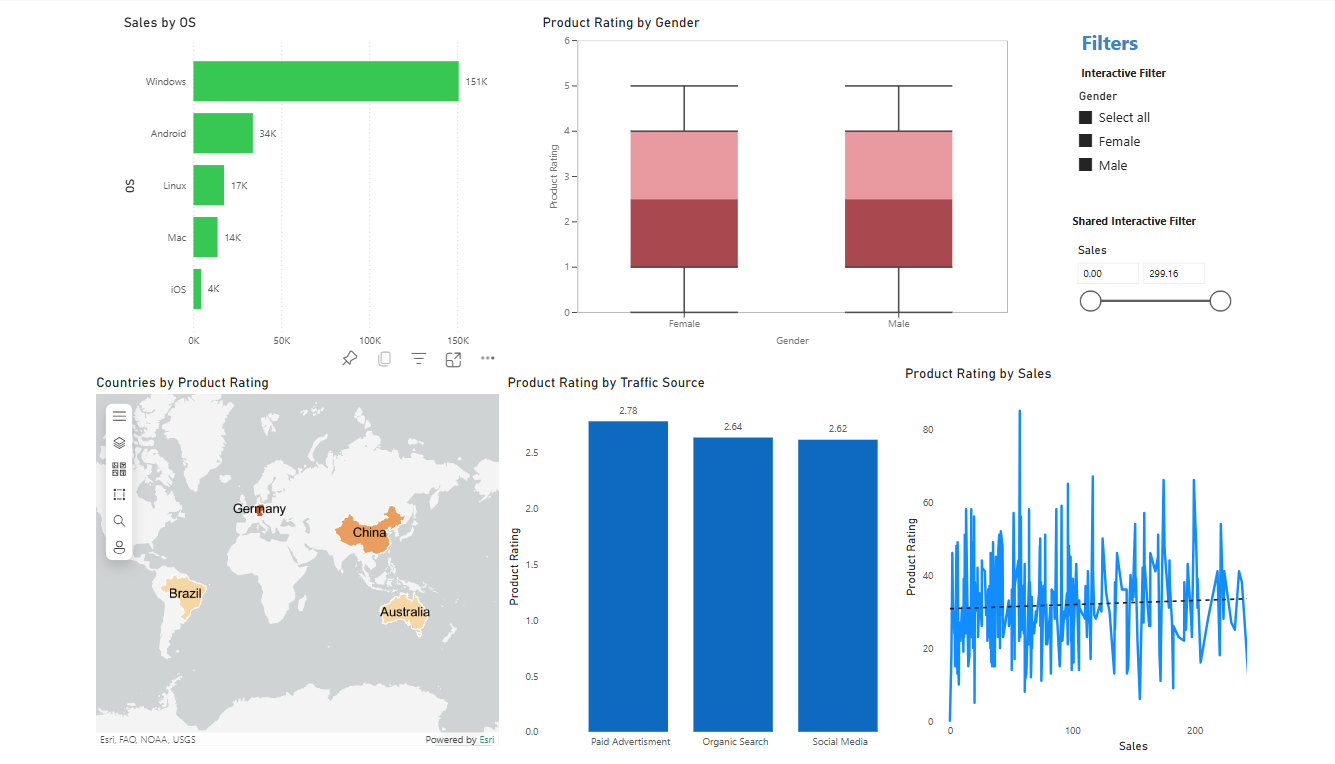 Sales by OS
OS
Windows
151K
Android
34K
Linux
17K
Mac
14K
iOS
4K
0K
50K
100K
150K
Product Rating by Gender
Product Rating
6
5
4
3
2
1
0
Female
Male
Gender
Filters
Interactive Filter
Gender
Select all
Female
Male
Shared Interactive Filter
Sales
0.00
299.16
Countries by Product Rating
Germany
China
Brazil
Australia
Esri, FAO, NOAA, USGS
Powered by Esri
Product Rating by Traffic Source
Product Rating
2.5
2.0
1.5
1.0
0.5
0.0
2.78
2.64
2.62
Paid Advertisment
Organic Search
Social Media
Product Rating by Sales
Product Rating
80
60
40
20
0
0
100
200
Sales